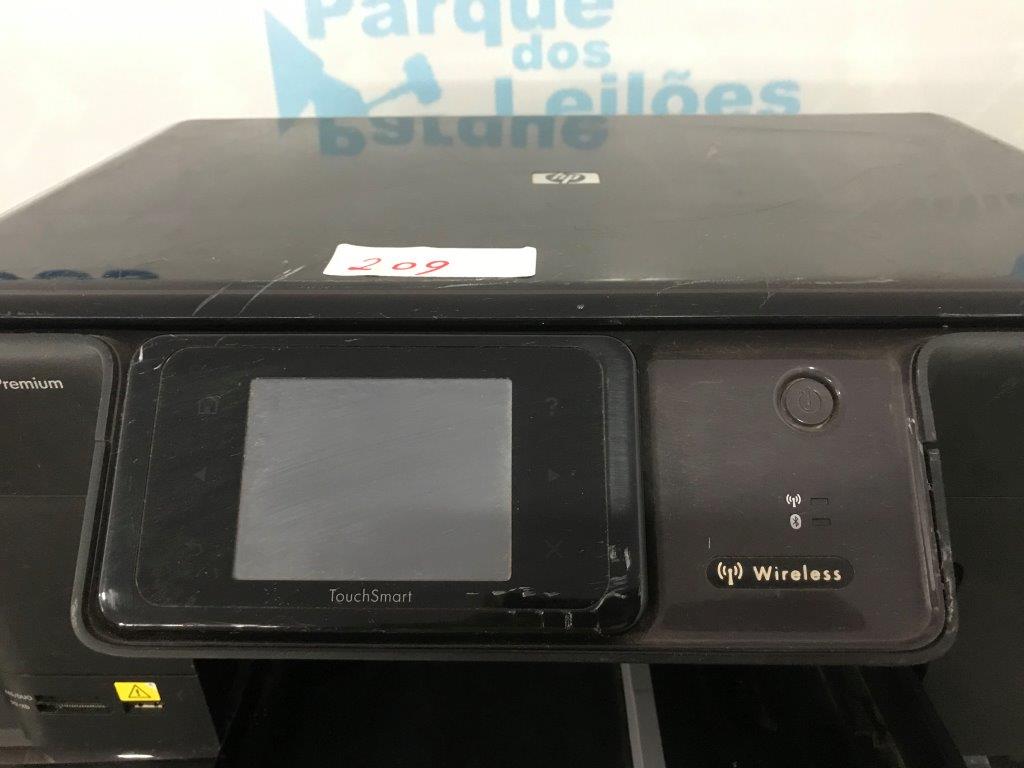 Parque
dos
Leilões
hp
209
Premium
TouchSmart
Wireless